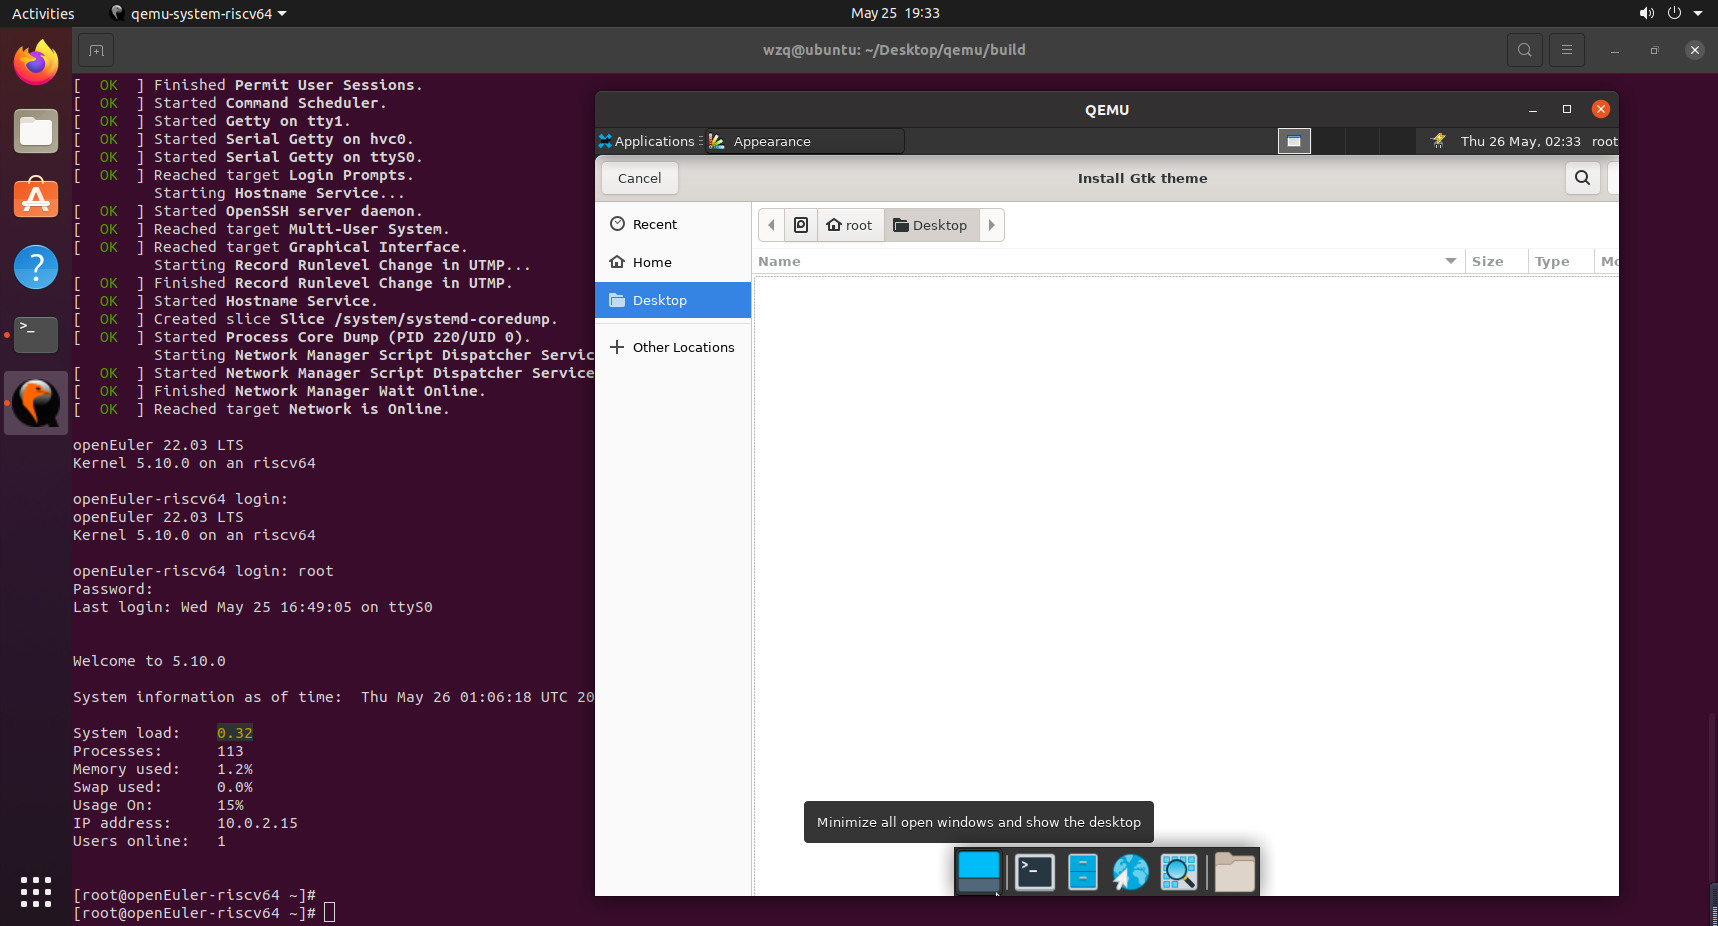 Activities
qemu-system-riscv64
May 25 19:33
wzq@ubuntu: ~/Desktop/qemu/build
[ OK ] Finished Permit User Sessions.
[ OK ] Started Command Scheduler.
[ OK ] Started Getty on tty1.
[ OK ] Started Serial Getty on hvc0.
[ OK ] Started Serial Getty on ttyS0.
[ OK ] Reached target Login Prompts.
Starting Hostname Service...
[ OK ] Started OpenSSH server daemon.
[ OK ] Reached target Multi-User System.
[ OK ] Reached target Graphical Interface.
Starting Record Runlevel Change in UTMP...
[ OK ] Finished Record Runlevel Change in UTMP.
[ OK ] Started Hostname Service.
[ OK ] Created slice Slice /system/systemd-coredump.
[ OK ] Started Process Core Dump (PID 220/UID 0).
Starting Network Manager Script Dispatcher Servic
[ OK ] Started Network Manager Script Dispatcher Service
[ OK ] Finished Network Manager Wait Online.
[ OK ] Reached target Network is Online.
openEuler 22.03 LTS
Kernel 5.10.0 on an riscv64
openEuler-riscv64 login:
openEuler 22.03 LTS
Kernel 5.10.0 on an riscv64
openEuler-riscv64 login: root
Password:
Last login: Wed May 25 16:49:05 on ttyS0
Welcome to 5.10.0
System information as of time: Thu May 26 01:06:18 UTC 20
System load: 0.32
Processes: 113
Memory used: 1.2%
Swap used: 0.0%
Usage On: 15%
IP address: 10.0.2.15
Users online: 1
[root@openEuler-riscv64 ~]#
[root@openEuler-riscv64 ~]#
QEMU
Applications
Appearance
Thu 26 May, 02:33
root
Cancel
Install Gtk theme
Recent
Home
Desktop
Other Locations
root
Desktop
Name
Size
Type
Mo
Minimize all open windows and show the desktop